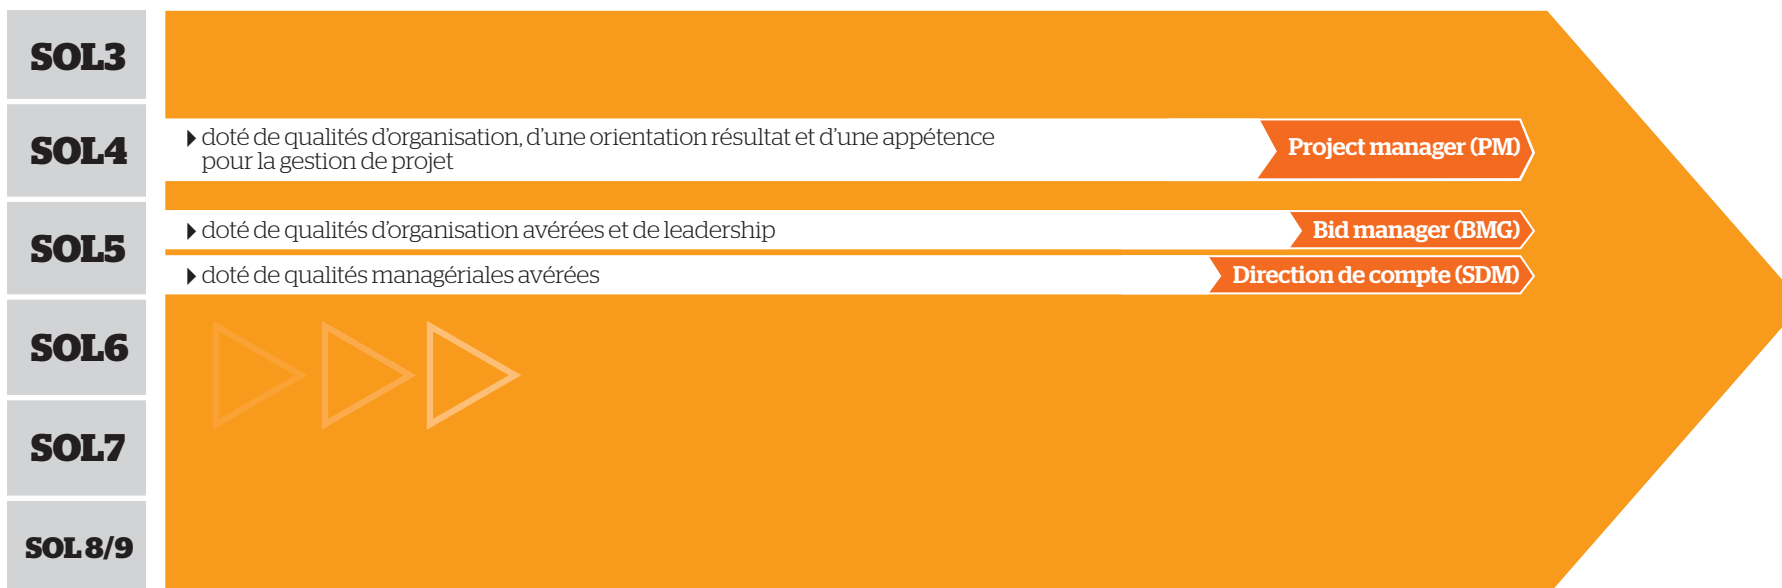 SOL3
SOL4
doté de qualités d'organisation, d'une orientation résultat et d'une appétence
pour la gestion de projet
Project manager (PM)
SOL5
doté de qualités d'organisation avérées et de leadership
Bid manager (BMG)
doté de qualités managériales avérées
Direction de compte (SDM)
SOL6
SOL7
SOL 8/9